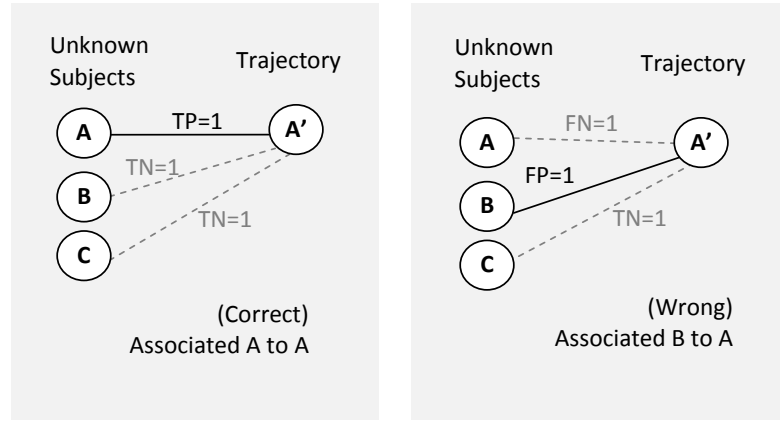 Unknown
Subjects
Trajectory
A
TP=1
A'
TN=1
B
TN=1
C
(Correct)
Associated A to A
Unknown
Subjects
Trajectory
A
FN=1
A'
FP=1
B
TN=1
C
(Wrong)
Associated B to A